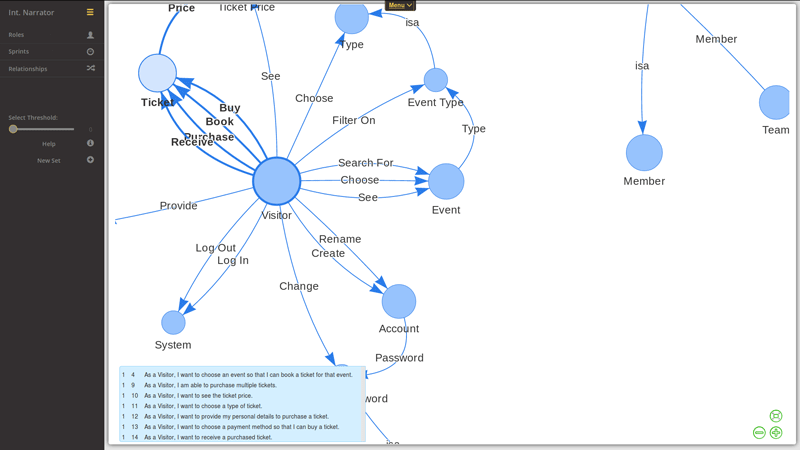 Int. Narrator
Roles
Sprints
Relationships
Select Threshold:
0
Help
New Set
Menu
Price
Ticket Price
Type
isa
See
Choose
Ticket
Buy
Book
Purchase
Receive
Event Type
Filter On
Type
Search For
Choose
See
Event
Visitor
Provide
Log Out
Log In
System
Rename
Create
Change
Account
Password
isa
Member
isa
Member
Team
1 4 As a Visitor, I want to choose an event so that I can book a ticket for that event.
1 9 As a Visitor, I am able to purchase multiple tickets.
1 10 As a Visitor, I want to see the ticket price.
1 11 As a Visitor, I want to choose a type of ticket.
1 12 As a Visitor, I want to provide my personal details to purchase a ticket.
1 13 As a Visitor, I want to choose a payment method so that I can buy a ticket.
1 14 As a Visitor, I want to receive a purchased ticket.